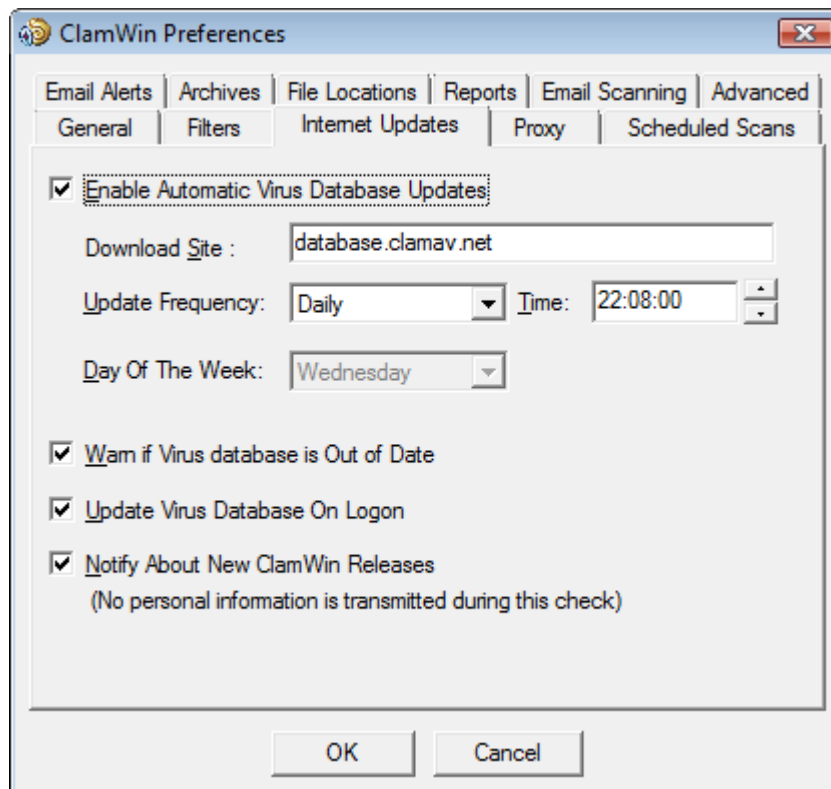 ClamWin Preferences
Email Alerts Archives File Locations Reports Email Scanning Advanced
General Filters Internet Updates Proxy Scheduled Scans
Enable Automatic Virus Database Updates
Download Site : database.clamav.net
Update Frequency: Daily Time: 22:08:00
Day Of The Week: Wednesday
Warn if Virus database is Out of Date
Update Virus Database On Logon
Notify About New ClamWin Releases
(No personal information is transmitted during this check)
OK Cancel